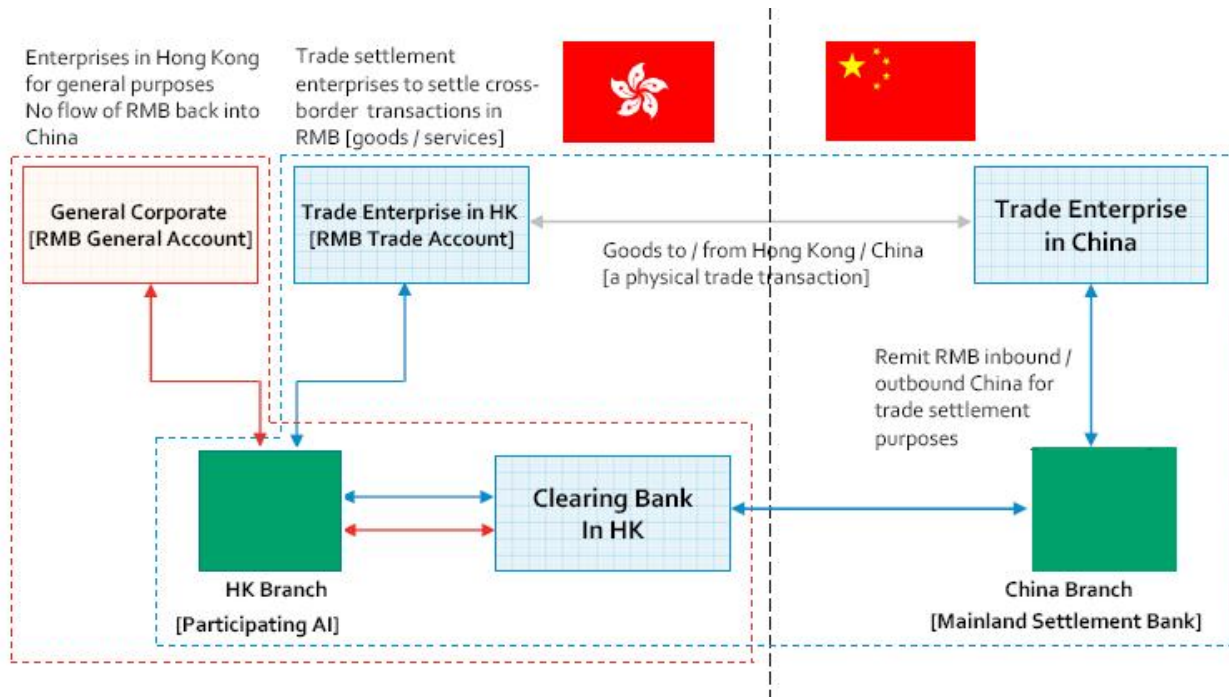 Enterprises in Hong Kong
for general purposes
No flow of RMB back into
China
Trade settlement
enterprises to settle cross-
border transactions in
RMB [goods / services]
General Corporate
[RMB General Account]
Trade Enterprise in HK
[RMB Trade Account]
Trade Enterprise
in China
Goods to / from Hong Kong / China
[a physical trade transaction]
Remit RMB inbound /
outbound China for
trade settlement
purposes
Clearing Bank
In HK
HK Branch
[Participating AI]
China Branch
[Mainland Settlement Bank]